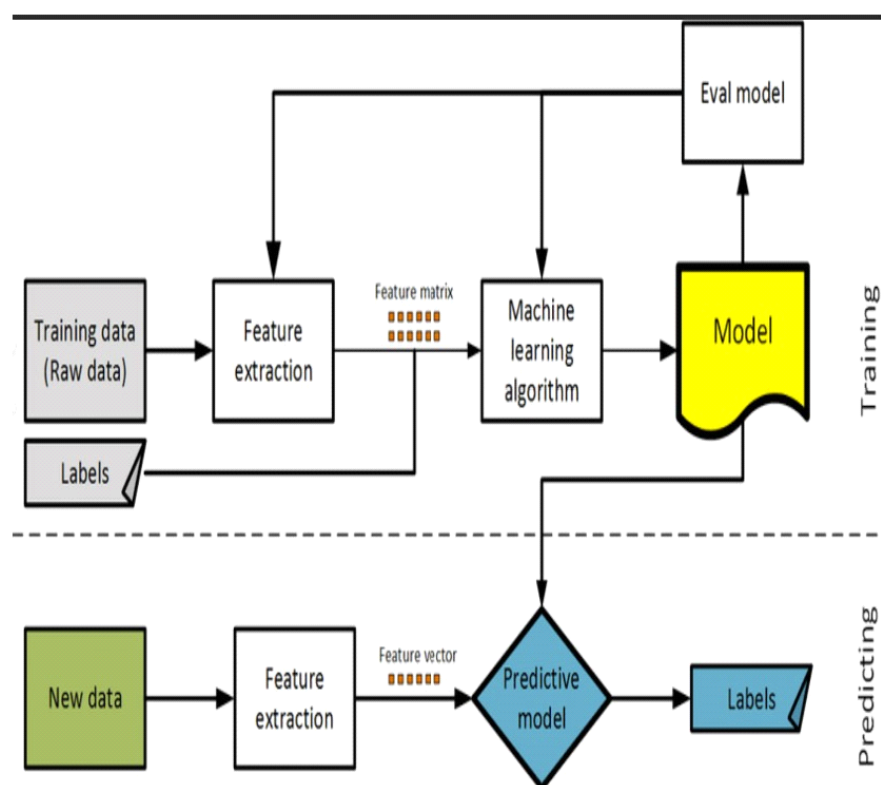 Eval model
Feature matrix
Training data
(Raw data)
Feature
extraction
Machine
learning
algorithm
Model
Training
Labels
New data
Feature
extraction
Feature vector
Predictive
model
Labels
Predicting